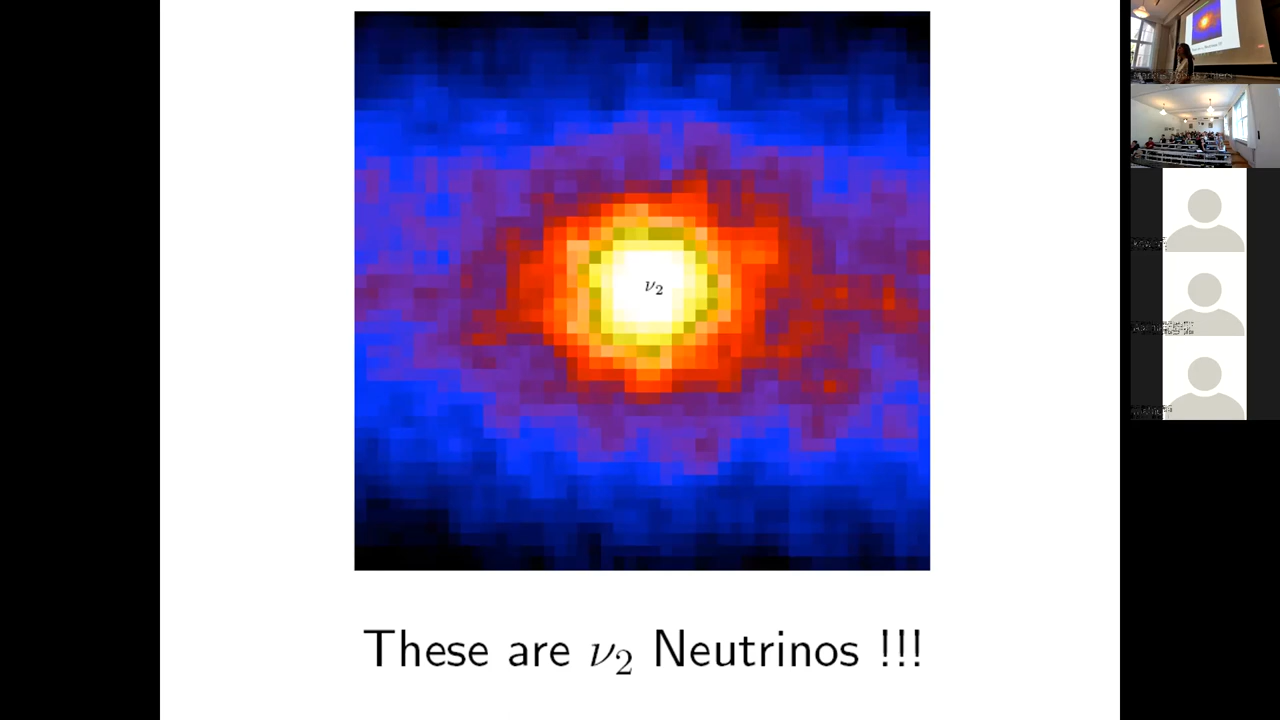 ν₂
These are ν₂ Neutrinos !!!